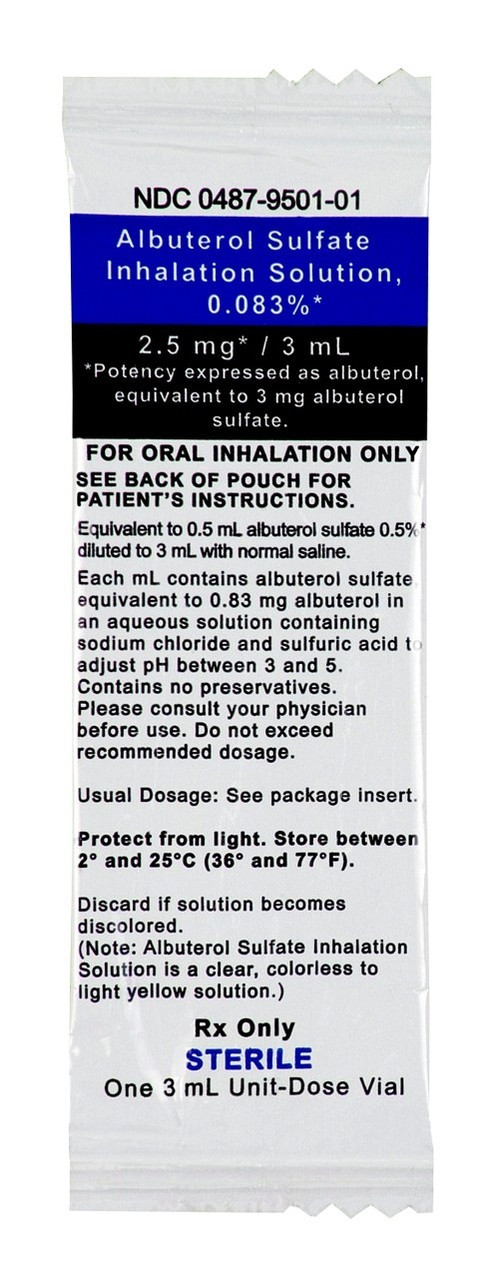 NDC 0487-9501-01
Albuterol Sulfate
Inhalation Solution,
0.083%*
2.5 mg* / 3 mL
*Potency expressed as albuterol,
equivalent to 3 mg albuterol
sulfate.
FOR ORAL INHALATION ONLY
SEE BACK OF POUCH FOR
PATIENT'S INSTRUCTIONS.
Equivalent to 0.5 mL albuterol sulfate 0.5%*
diluted to 3 mL with normal saline.
Each mL contains albuterol sulfate,
equivalent to 0.83 mg albuterol in
an aqueous solution containing
sodium chloride and sulfuric acid to
adjust pH between 3 and 5.
Contains no preservatives.
Please consult your physician
before use. Do not exceed
recommended dosage.
Usual Dosage: See package insert.
Protect from light. Store between
2° and 25°C (36° and 77°F).
Discard if solution becomes
discolored.
(Note: Albuterol Sulfate Inhalation
Solution is a clear, colorless to
light yellow solution.)
Rx Only
STERILE
One 3 mL Unit-Dose Vial